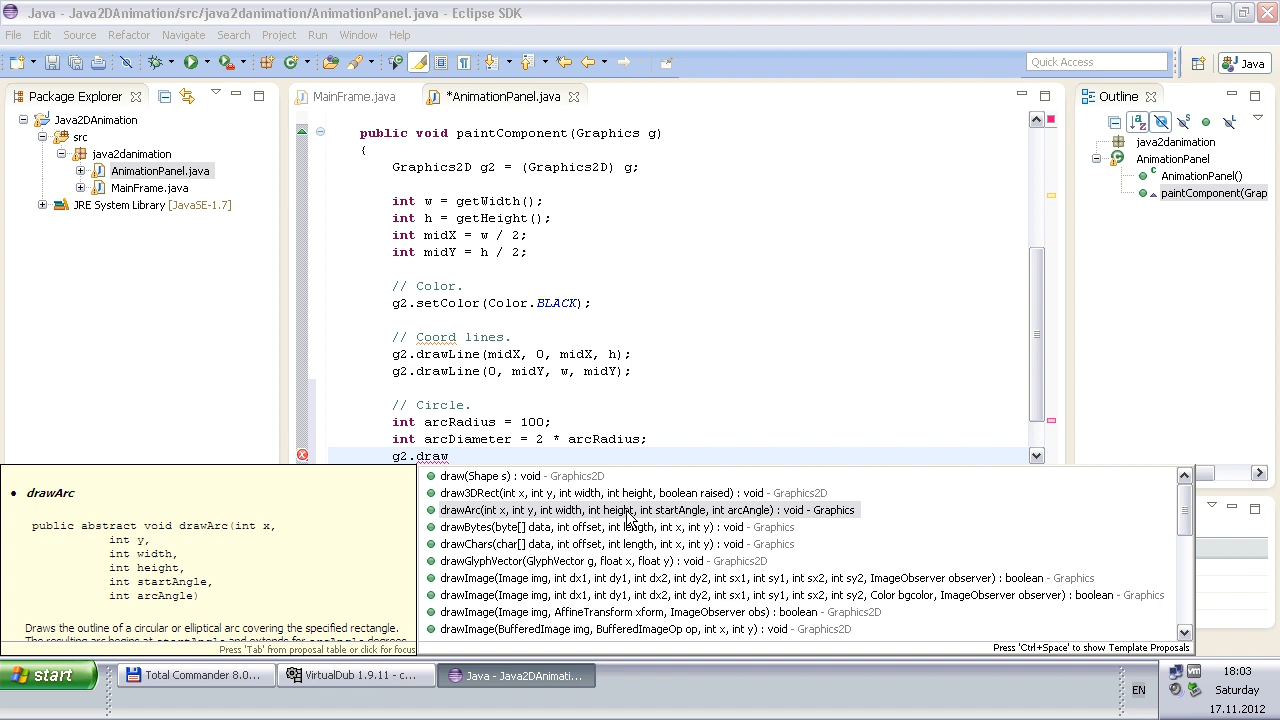 Java - Java2DAnimation/src/java2danimation/AnimationPanel.java - Eclipse SDK
File Edit Source Refactor Navigate Search Project Run Window Help
Quick Access
Java
Package Explorer
MainFrame.java
*AnimationPanel.java
Outline
Java2DAnimation
src
java2danimation
AnimationPanel.java
MainFrame.java
JRE System Library [JavaSE-1.7]
public void paintComponent(Graphics g)
{
Graphics2D g2 = (Graphics2D) g;
int w = getWidth();
int h = getHeight();
int midX = w / 2;
int midY = h / 2;
// Color.
g2.setColor(Color.BLACK);
// Coord lines.
g2.drawLine(midX, 0, midX, h);
g2.drawLine(0, midY, w, midY);
// Circle.
int arcRadius = 100;
int arcDiameter = 2 * arcRadius;
g2.draw
java2danimation
AnimationPanel
AnimationPanel()
paintComponent(Grap
drawArc
public abstract void drawArc(int x,
int y,
int width,
int height,
int startAngle,
int arcAngle)
Draws the outline of a circular or elliptical arc covering the specified rectangle.
Press 'Tab' from proposal table or click for focus
draw(Shape s) : void - Graphics2D
draw3DRect(int x, int y, int width, int height, boolean raised) : void - Graphics2D
drawArc(int x, int y, int width, int height, int startAngle, int arcAngle) : void - Graphics
drawBytes(byte[] data, int offset, int length, int x, int y) : void - Graphics
drawChars(char[] data, int offset, int length, int x, int y) : void - Graphics
drawGlyphVector(GlyphVector g, float x, float y) : void - Graphics2D
drawImage(Image img, int dx1, int dy1, int dx2, int dy2, int sx1, int sy1, int sx2, int sy2, ImageObserver observer) : boolean - Graphics
drawImage(Image img, int dx1, int dy1, int dx2, int dy2, int sx1, int sy1, int sx2, int sy2, Color bgcolor, ImageObserver observer) : boolean - Graphics
drawImage(Image img, AffineTransform xform, ImageObserver obs) : boolean - Graphics2D
drawImage(BufferedImage img, BufferedImageOp op, int x, int y) : void - Graphics2D
Press 'Ctrl+Space' to show Template Proposals
start
Total Commander 8.0...
VirtualDub 1.9.11 - c...
Java - Java2DAnimati...
EN
18:03
Saturday
17.11.2012